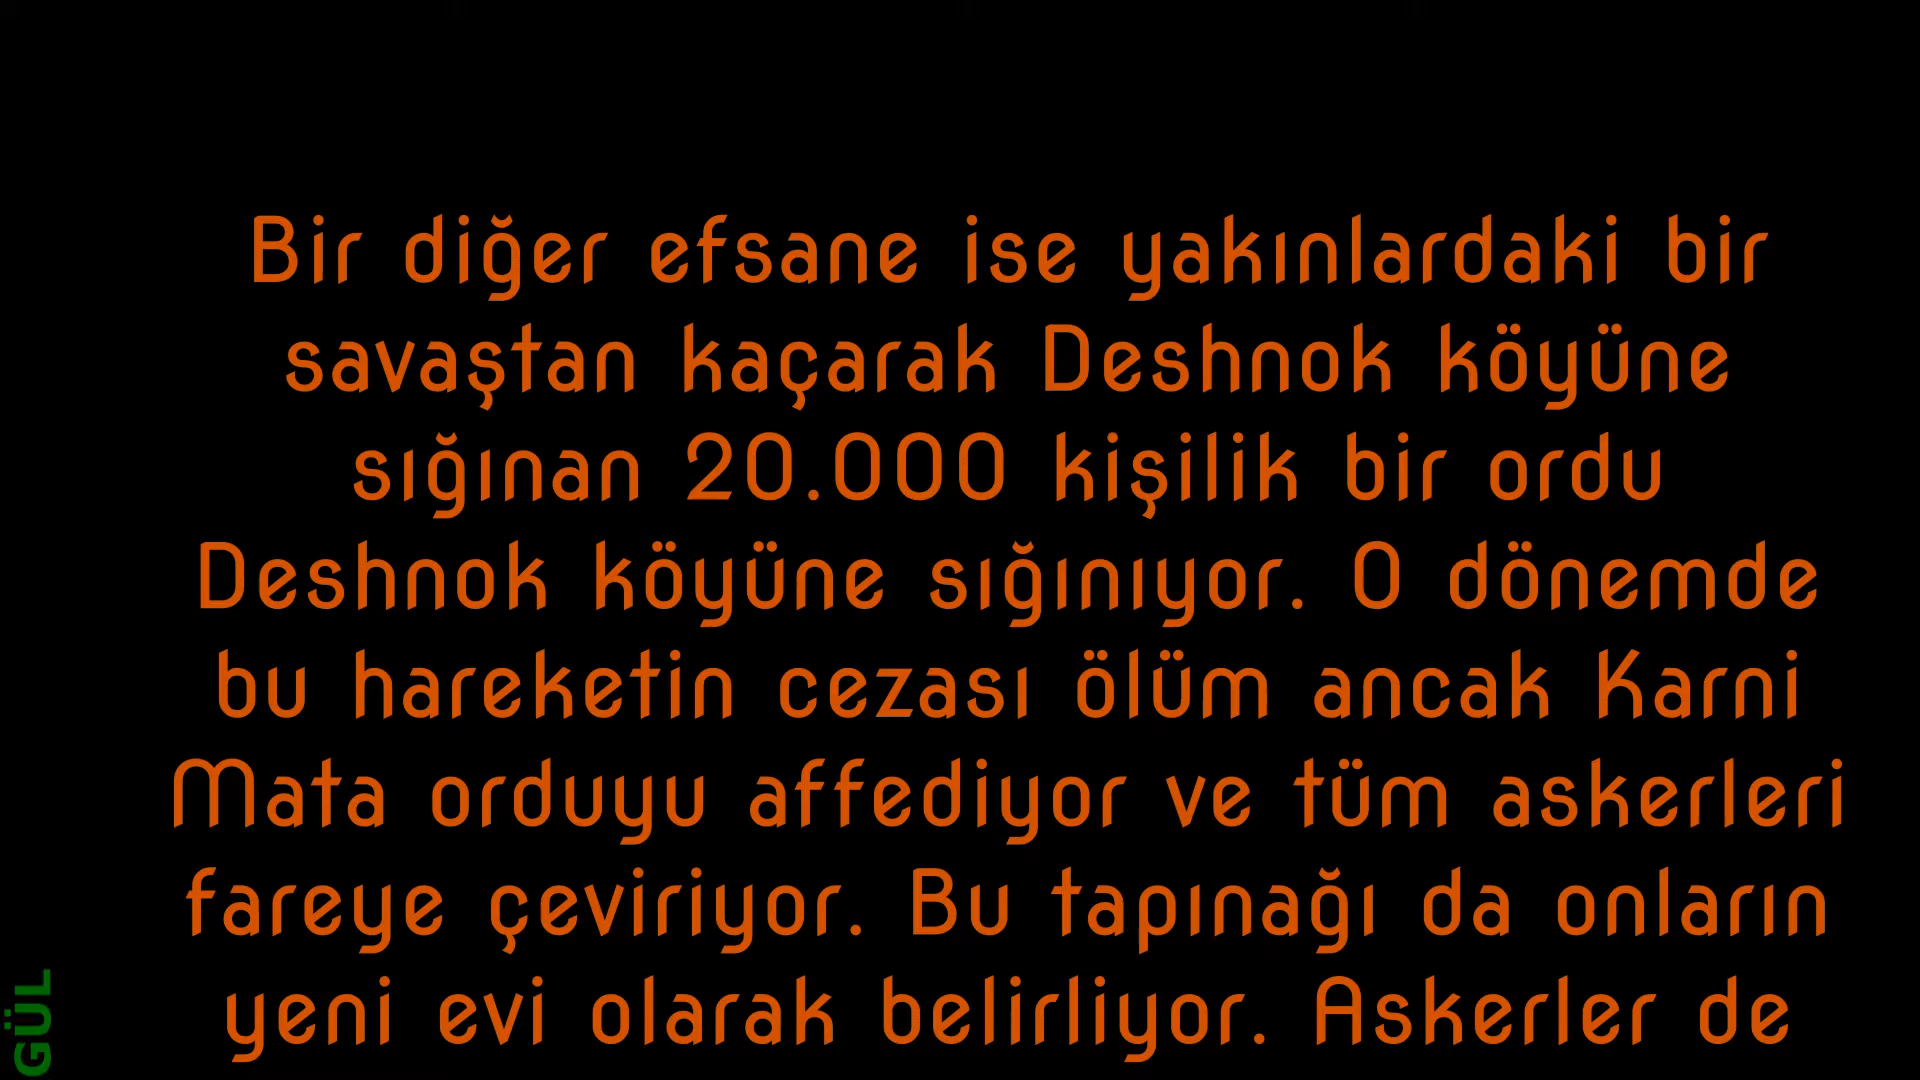 Bir diğer efsane ise yakınlardaki bir
savaştan kaçarak Deshnok köyüne
sığınan 20.000 kişilik bir ordu
Deshnok köyüne sığınıyor. O dönemde
bu hareketin cezası ölüm ancak Karni
Mata orduyu affediyor ve tüm askerleri
fareye çeviriyor. Bu tapınağı da onların
yeni evi olarak belirliyor. Askerler de
GÜL